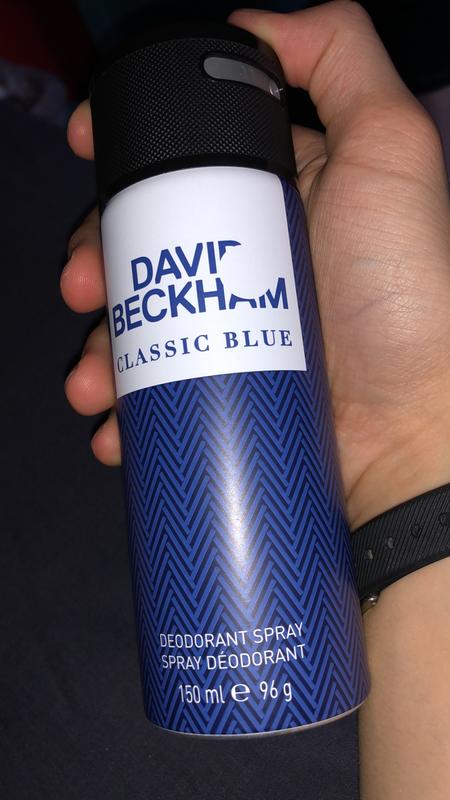 DAVID
BECKHAM
CLASSIC BLUE
DEODORANT SPRAY
SPRAY DÉODORANT
150 ml ℮ 96 g